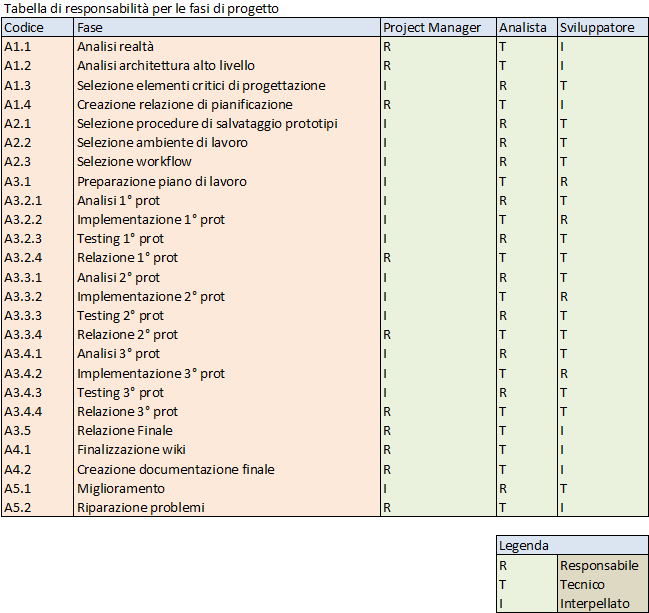 Tabella di responsabilità per le fasi di progetto
Codice Fase Project Manager Analista Sviluppatore
A1.1 Analisi realtà R T I
A1.2 Analisi architettura alto livello R T I
A1.3 Selezione elementi critici di progettazione I R T
A1.4 Creazione relazione di pianificazione R T I
A2.1 Selezione procedure di salvataggio prototipi I R T
A2.2 Selezione ambiente di lavoro I R T
A2.3 Selezione workflow I R T
A3.1 Preparazione piano di lavoro I T R
A3.2.1 Analisi 1° prot I R T
A3.2.2 Implementazione 1° prot I T R
A3.2.3 Testing 1° prot I R T
A3.2.4 Relazione 1° prot R T T
A3.3.1 Analisi 2° prot I R T
A3.3.2 Implementazione 2° prot I T R
A3.3.3 Testing 2° prot I R T
A3.3.4 Relazione 2° prot R T T
A3.4.1 Analisi 3° prot I R T
A3.4.2 Implementazione 3° prot I T R
A3.4.3 Testing 3° prot I R T
A3.4.4 Relazione 3° prot R T T
A3.5 Relazione Finale R T I
A4.1 Finalizzazione wiki R T I
A4.2 Creazione documentazione finale R T I
A5.1 Miglioramento I R T
A5.2 Riparazione problemi R T I
Legenda
R Responsabile
T Tecnico
I Interpellato